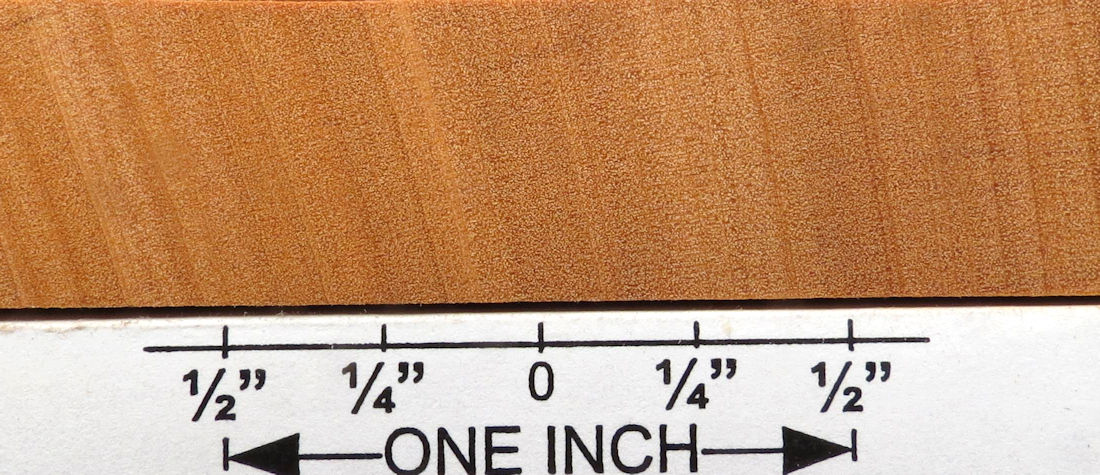 ½” ¼” 0 ¼” ½”
ONE INCH